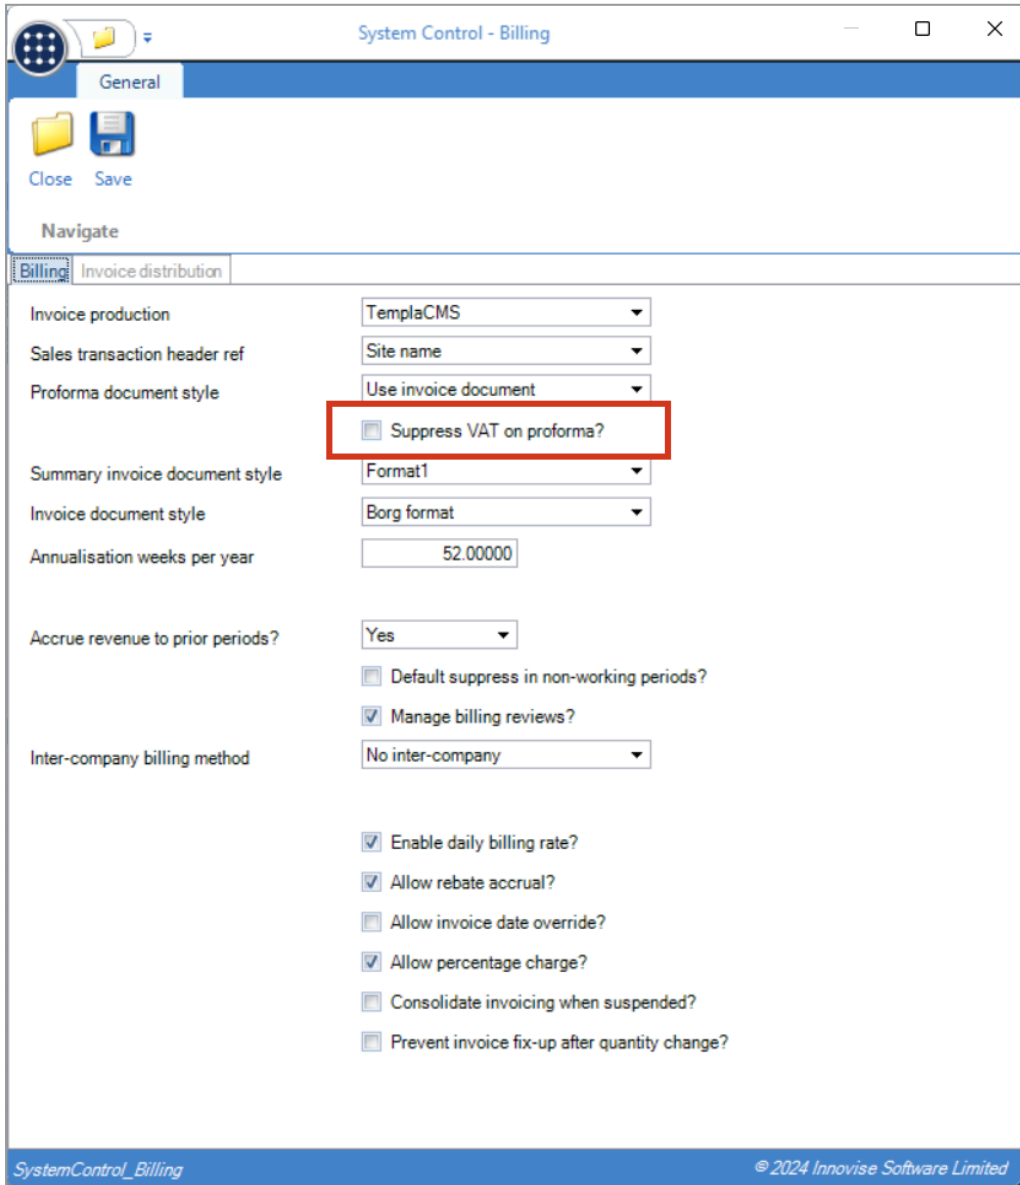 System Control - Billing
General
Close Save
Navigate
Billing Invoice distribution
Invoice production TemplaCMS
Sales transaction header ref Site name
Proforma document style Use invoice document
Suppress VAT on proforma?
Summary invoice document style Format1
Invoice document style Borg format
Annualisation weeks per year 52.00000
Accrue revenue to prior periods? Yes
Default suppress in non-working periods?
Manage billing reviews?
Inter-company billing method No inter-company
Enable daily billing rate?
Allow rebate accrual?
Allow invoice date override?
Allow percentage charge?
Consolidate invoicing when suspended?
Prevent invoice fix-up after quantity change?
SystemControl_Billing © 2024 Innovise Software Limited